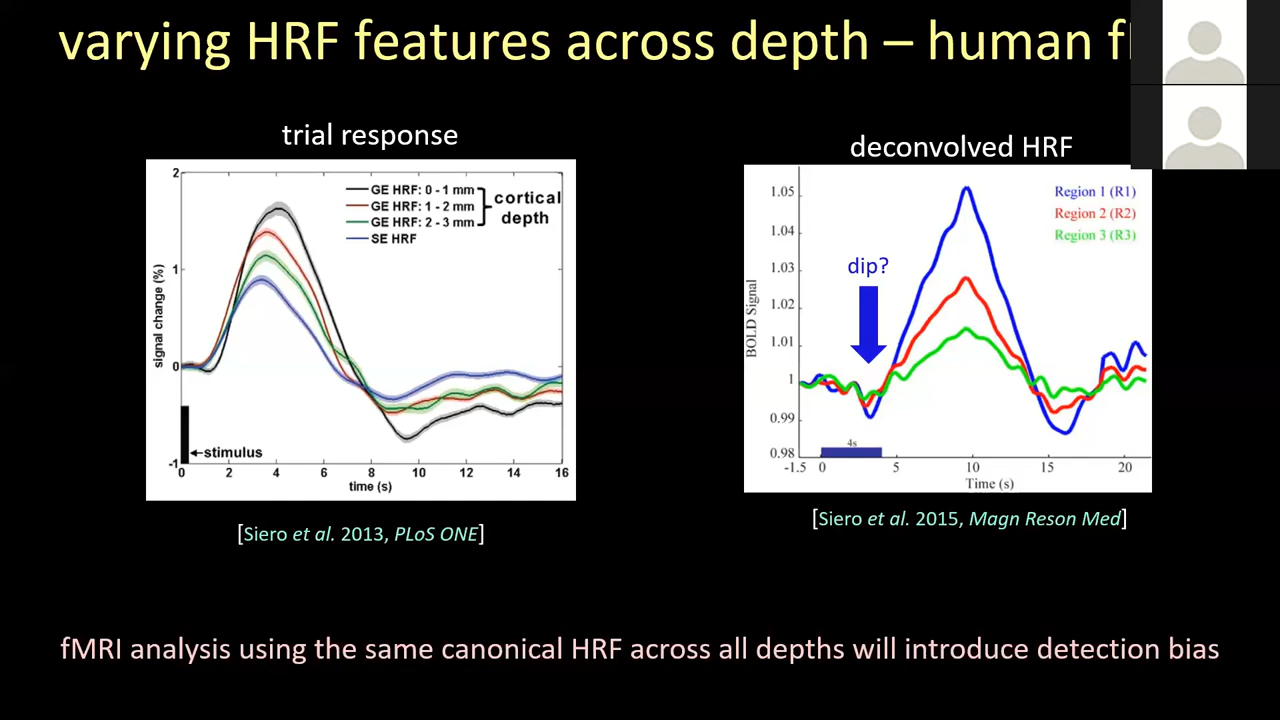 varying HRF features across depth – human
trial response
2
1
0
-1
signal change (%)
GE HRF: 0 - 1 mm
GE HRF: 1 - 2 mm
GE HRF: 2 - 3 mm
SE HRF
cortical
depth
stimulus
0 2 4 6 8 10 12 14 16
time (s)
[Siero et al. 2013, PLoS ONE]
deconvolved HRF
1.05
1.04
1.03
1.02
1.01
1
0.99
0.98
BOLD Signal
Region 1 (R1)
Region 2 (R2)
Region 3 (R3)
dip?
4s
-1.5 0 5 10 15 20
Time (s)
[Siero et al. 2015, Magn Reson Med]
fMRI analysis using the same canonical HRF across all depths will introduce detection bias